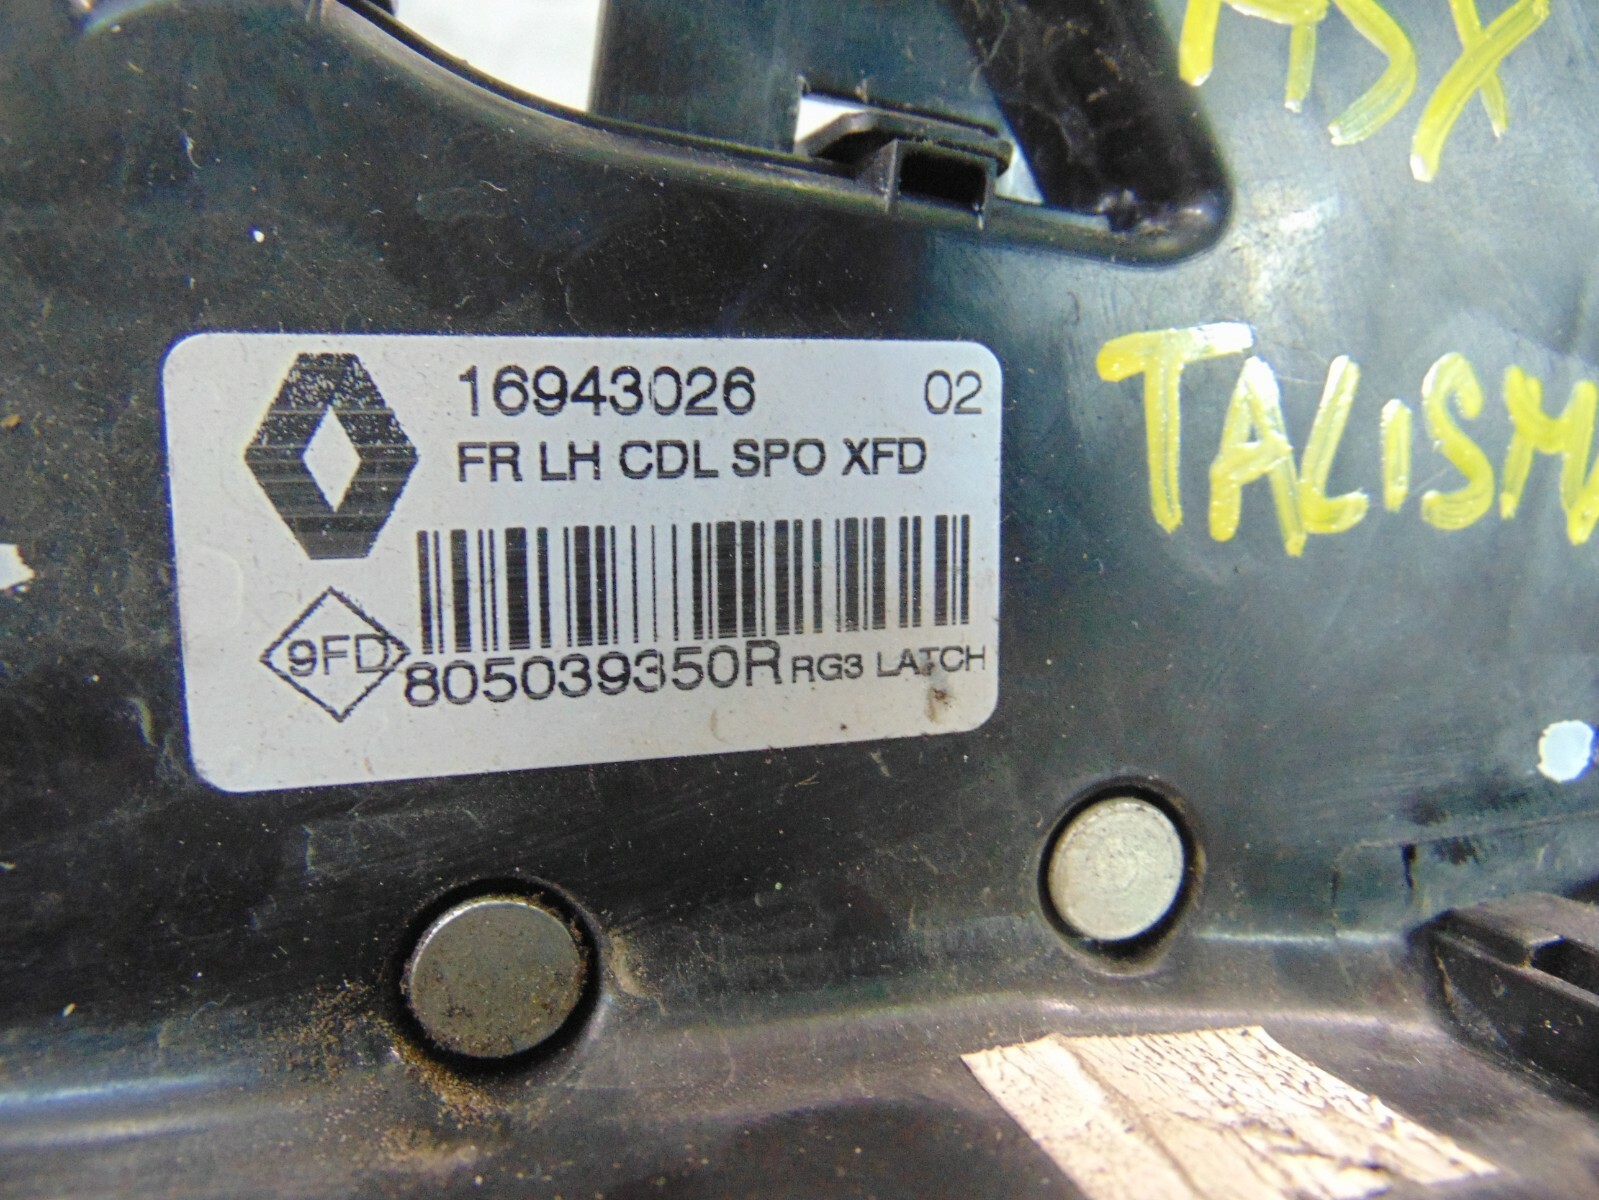 16943026 02
FR LH CDL SPO XFD
9FD
805039350R RG3 LATCH
TALISM